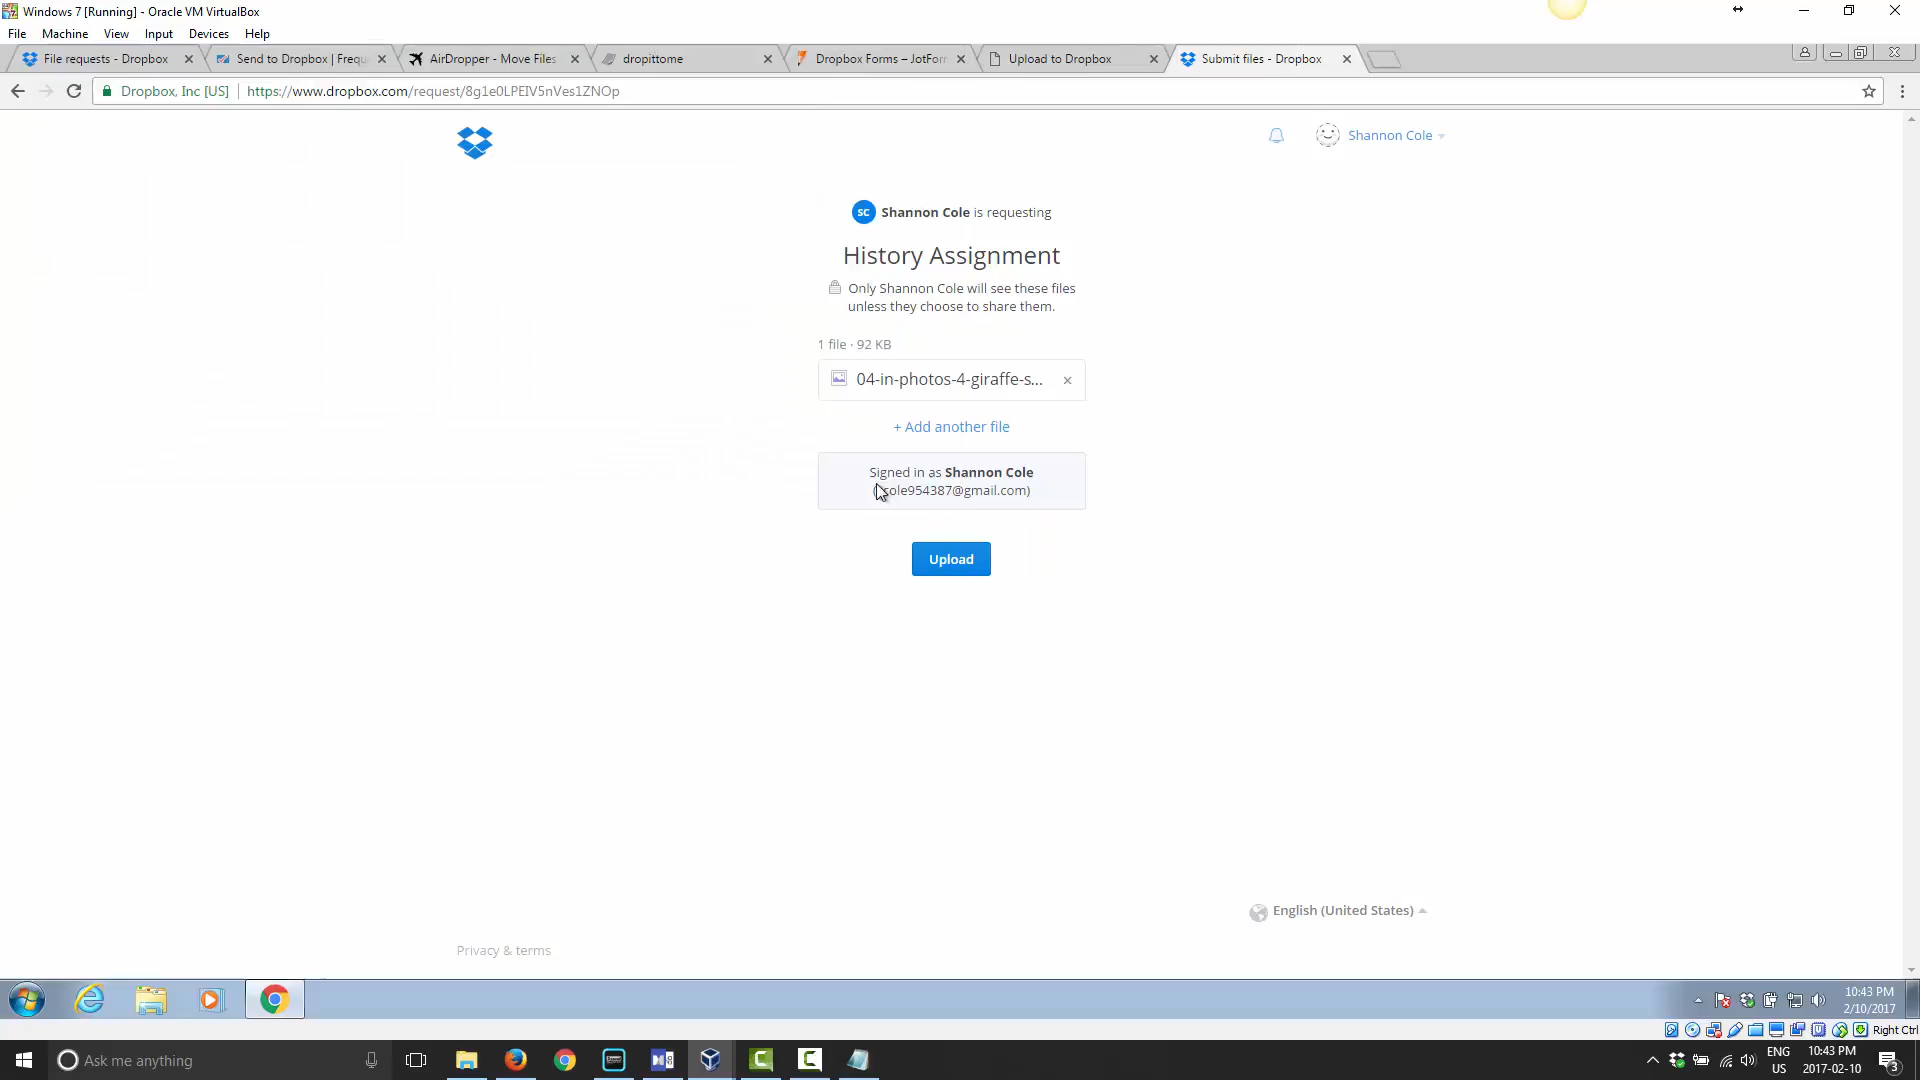 Windows 7 [Running] - Oracle VM VirtualBox
File Machine View Input Devices Help
File requests - Dropbox Send to Dropbox | Frequ AirDropper - Move Files dropittome Dropbox Forms – JotForm Upload to Dropbox Submit files - Dropbox
Dropbox, Inc [US] https://www.dropbox.com/request/8g1e0LPEIV5nVes1ZNOp
Shannon Cole
SC Shannon Cole is requesting
History Assignment
Only Shannon Cole will see these files
unless they choose to share them.
1 file · 92 KB
04-in-photos-4-giraffe-s...
+ Add another file
Signed in as Shannon Cole
cole954387@gmail.com)
Upload
English (United States)
Privacy & terms
10:43 PM
2/10/2017
Right Ctrl
Ask me anything
ENG
US
10:43 PM
2017-02-10
3